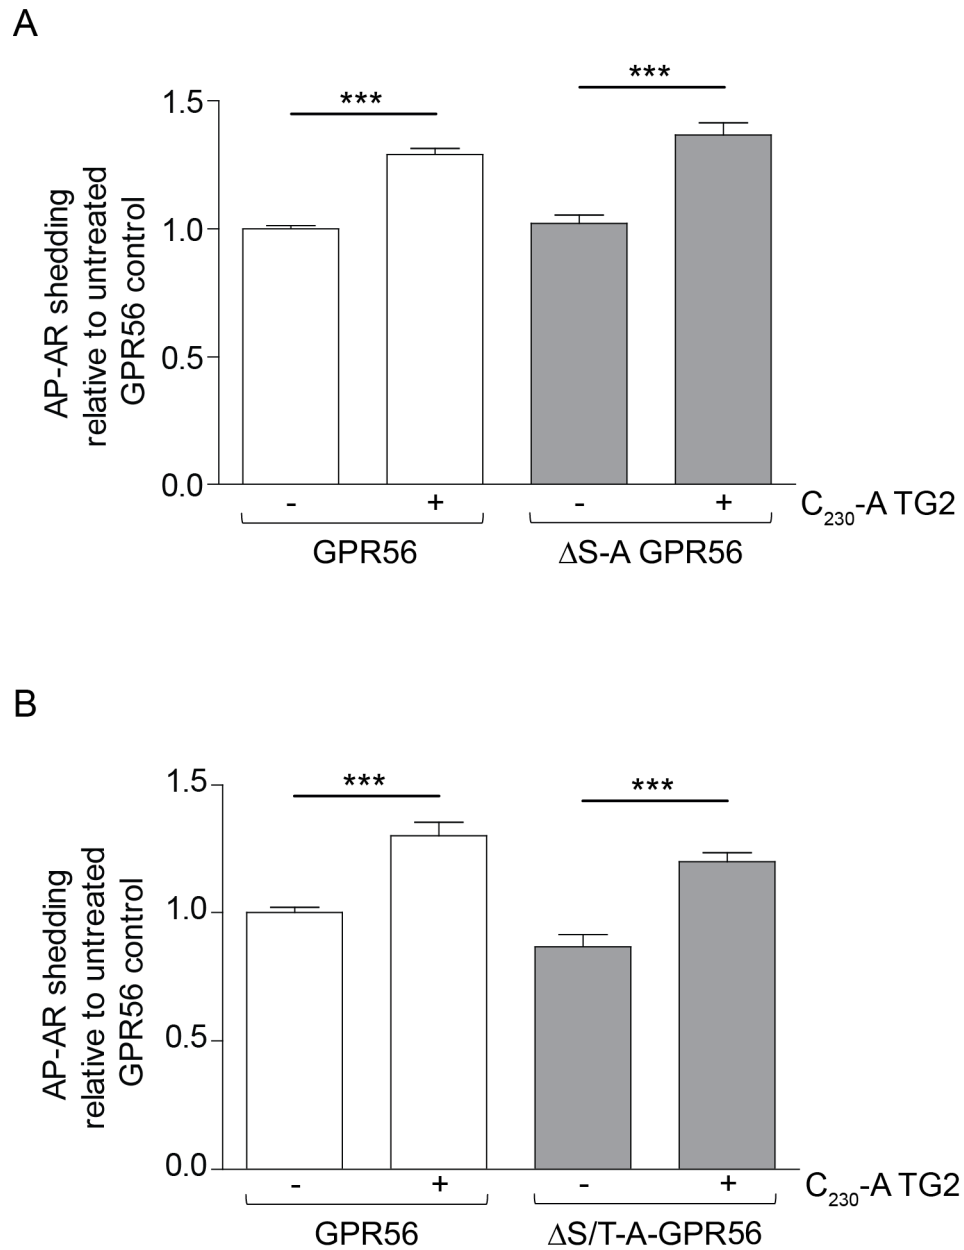 A
***
***
1.5
1.0
0.5
0.0
AP-AR shedding
relative to untreated
GPR56 control
- + - + C230-A TG2
GPR56 ΔS-A GPR56
B
***
***
1.5
1.0
0.5
0.0
AP-AR shedding
relative to untreated
GPR56 control
- + - + C230-A TG2
GPR56 ΔS/T-A-GPR56